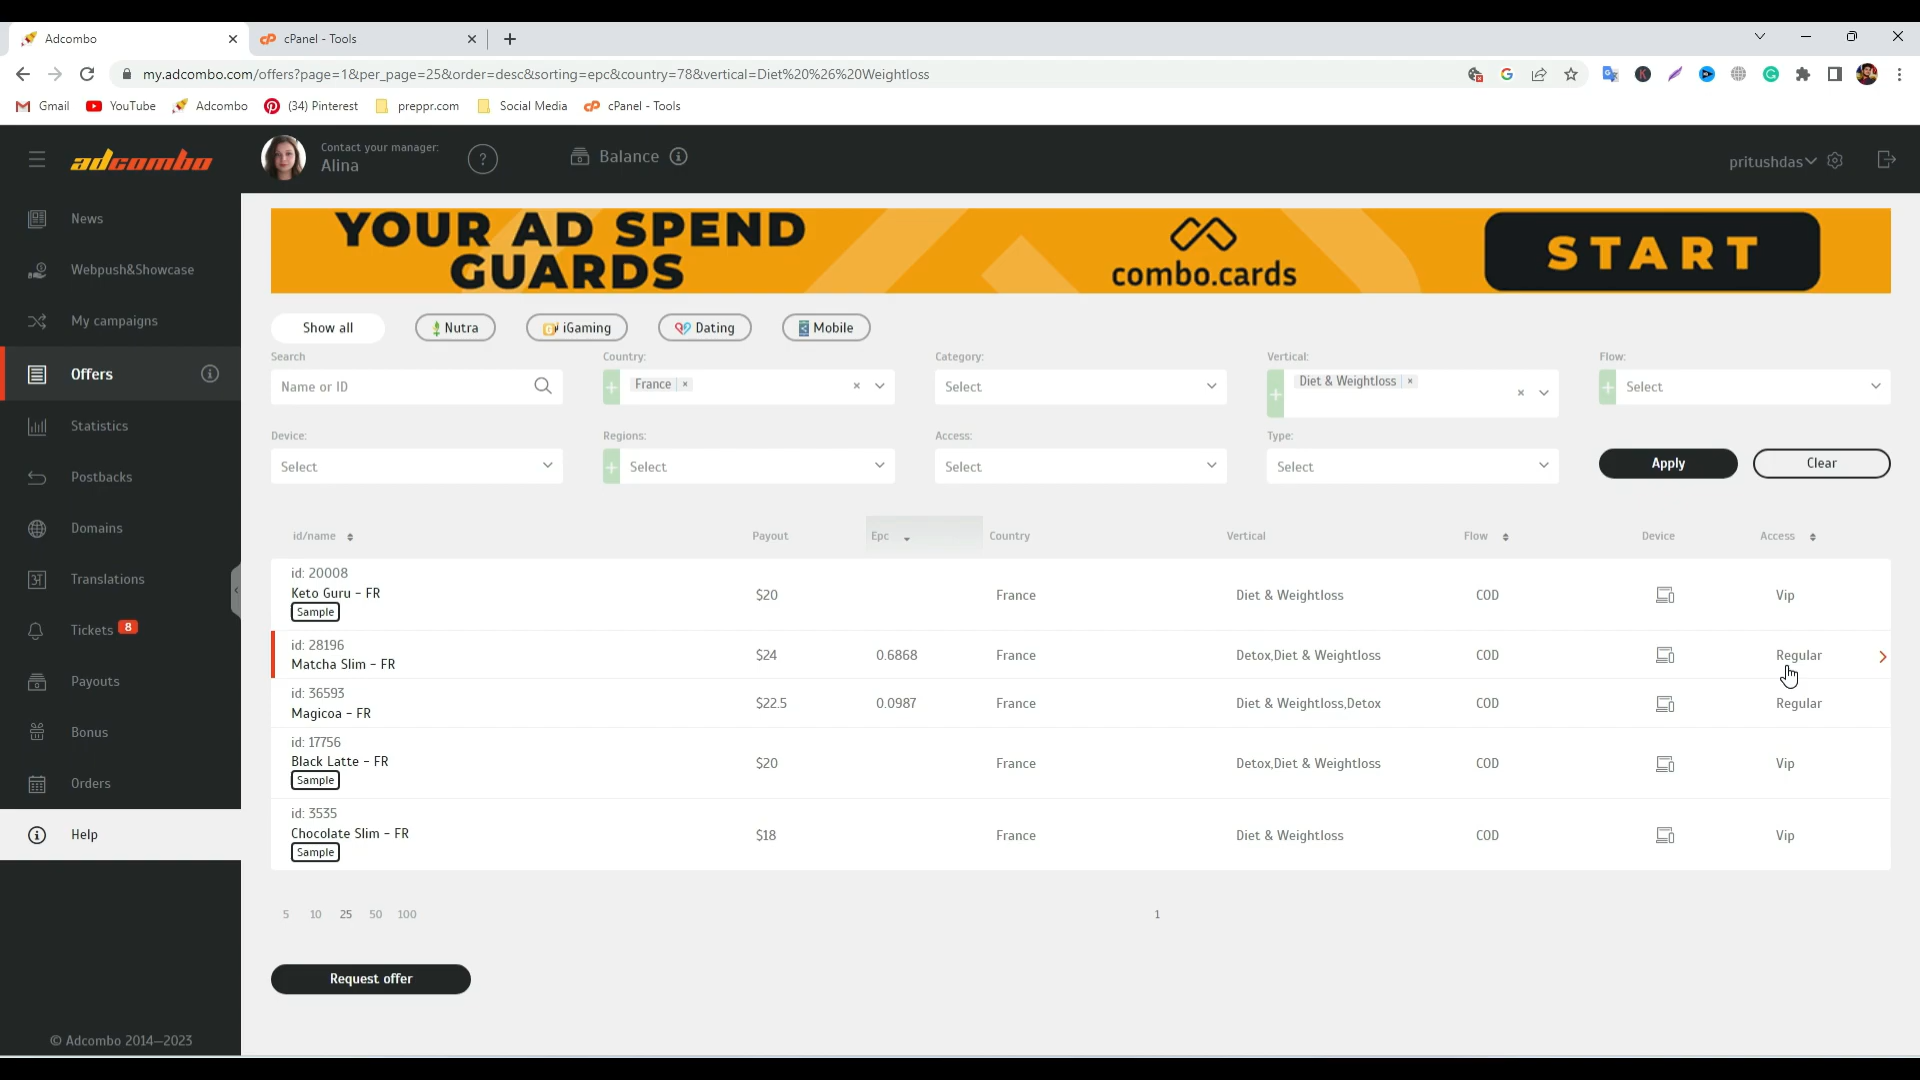 Adcombo
cPanel - Tools
my.adcombo.com/offers?page=1&per_page=25&order=desc&sorting=epc&country=78&vertical=Diet%20%26%20Weightloss
Gmail
YouTube
Adcombo
(34) Pinterest
preppr.com
Social Media
cPanel - Tools
adcombo
Contact your manager:
Alina
?
Balance
pritushdas
News
Webpush&Showcase
My campaigns
Offers
Statistics
Postbacks
Domains
Translations
Tickets 8
Payouts
Bonus
Orders
Help
© Adcombo 2014—2023
YOUR AD SPEND
GUARDS
combo.cards
START
Show all
Nutra
iGaming
Dating
Mobile
Search
Name or ID
Country:
France ×
Category:
Select
Vertical:
Diet & Weightloss ×
Flow:
Select
Device:
Select
Regions:
Select
Access:
Select
Type:
Select
Apply
Clear
id/name Payout Epc Country Vertical Flow Device Access
id: 20008
Keto Guru - FR
Sample
$20 France Diet & Weightloss COD Vip
id: 28196
Matcha Slim - FR
$24 0.6868 France Detox,Diet & Weightloss COD Regular
id: 36593
Magicoa - FR
$22.5 0.0987 France Diet & Weightloss,Detox COD Regular
id: 17756
Black Latte - FR
Sample
$20 France Detox,Diet & Weightloss COD Vip
id: 3535
Chocolate Slim - FR
Sample
$18 France Diet & Weightloss COD Vip
5 10 25 50 100
1
Request offer